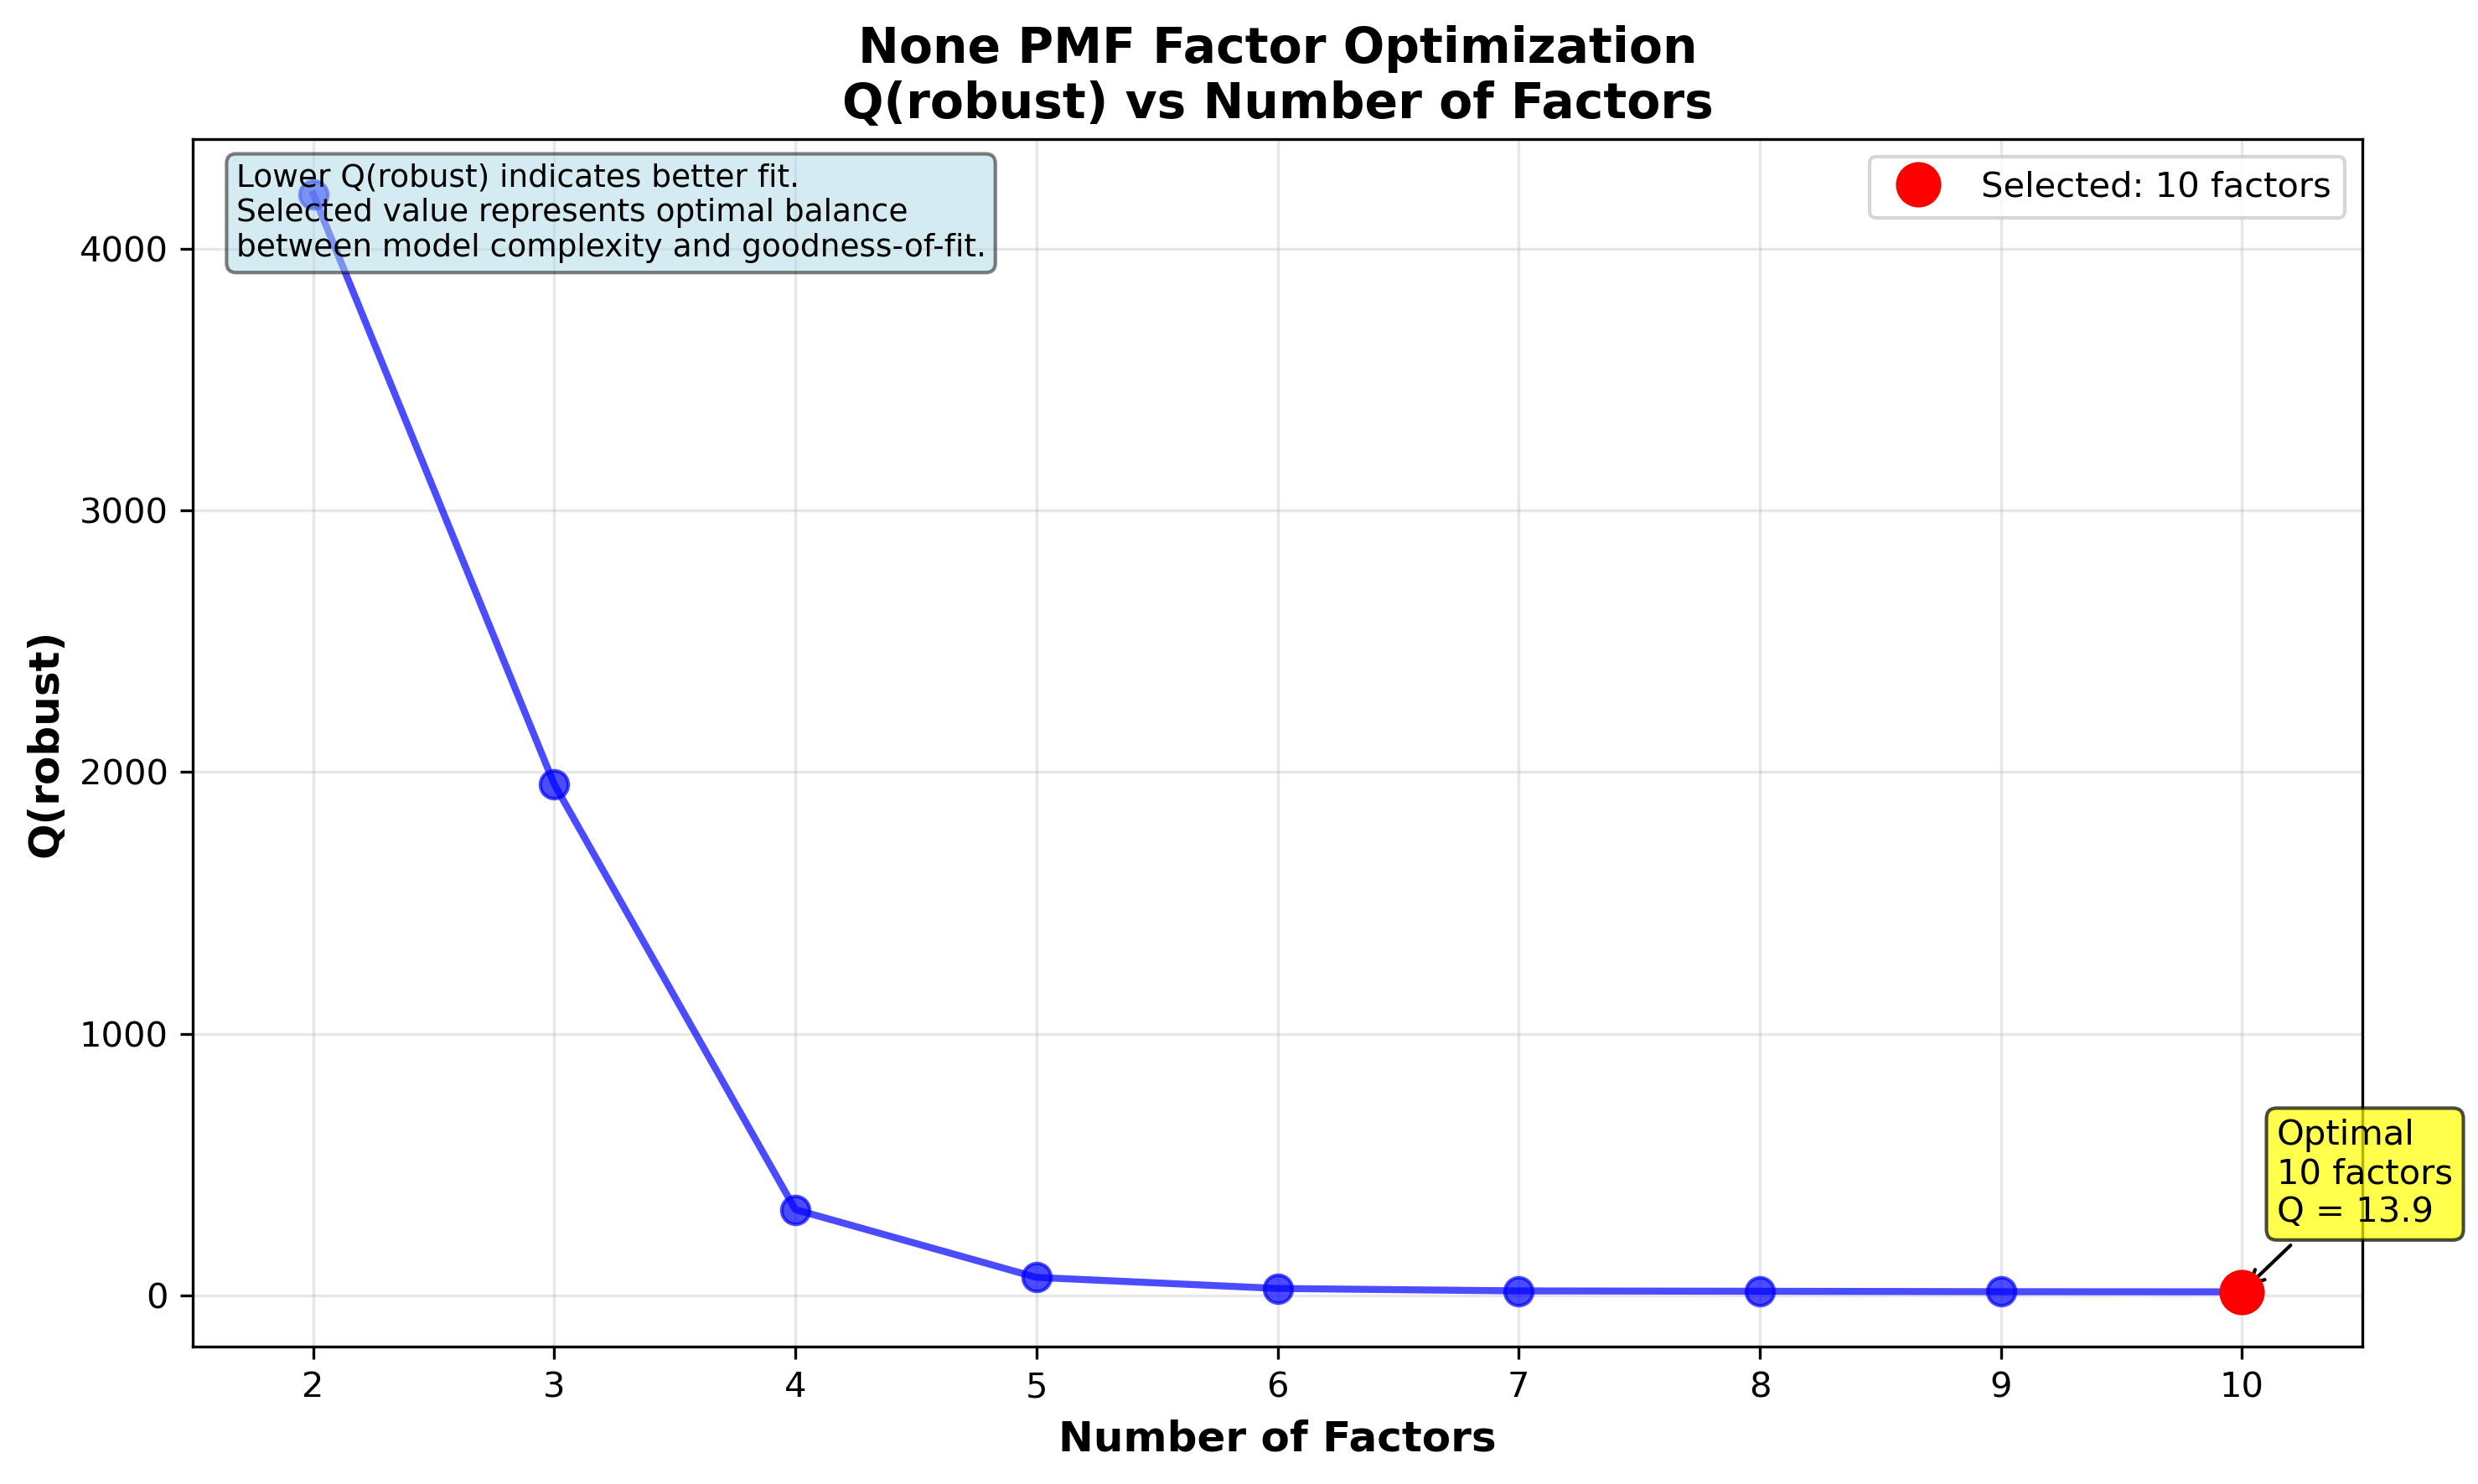 None PMF Factor Optimization
Q(robust) vs Number of Factors
Lower Q(robust) indicates better fit.
Selected value represents optimal balance
between model complexity and goodness-of-fit.
Selected: 10 factors
Q(robust)
4000
3000
2000
1000
0
Optimal
10 factors
Q = 13.9
2
3
4
5
6
7
8
9
10
Number of Factors